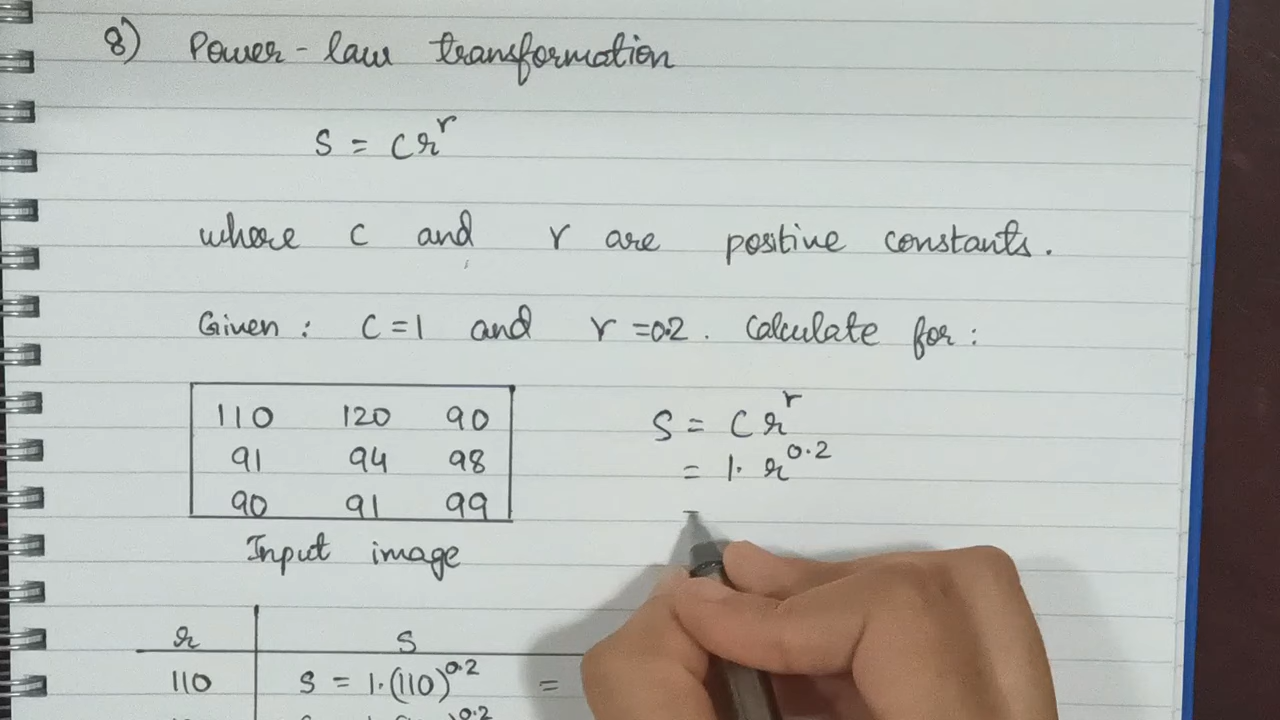 8) Power-law transformation
S = cr^γ
where c and γ are positive constants.
Given: C=1 and γ=0.2. Calculate for:
110 120 90
91 94 98
90 91 99
Input image
S = Cr^γ
= 1. r^0.2
=
r S
110 S = 1.(110)^0.2 =